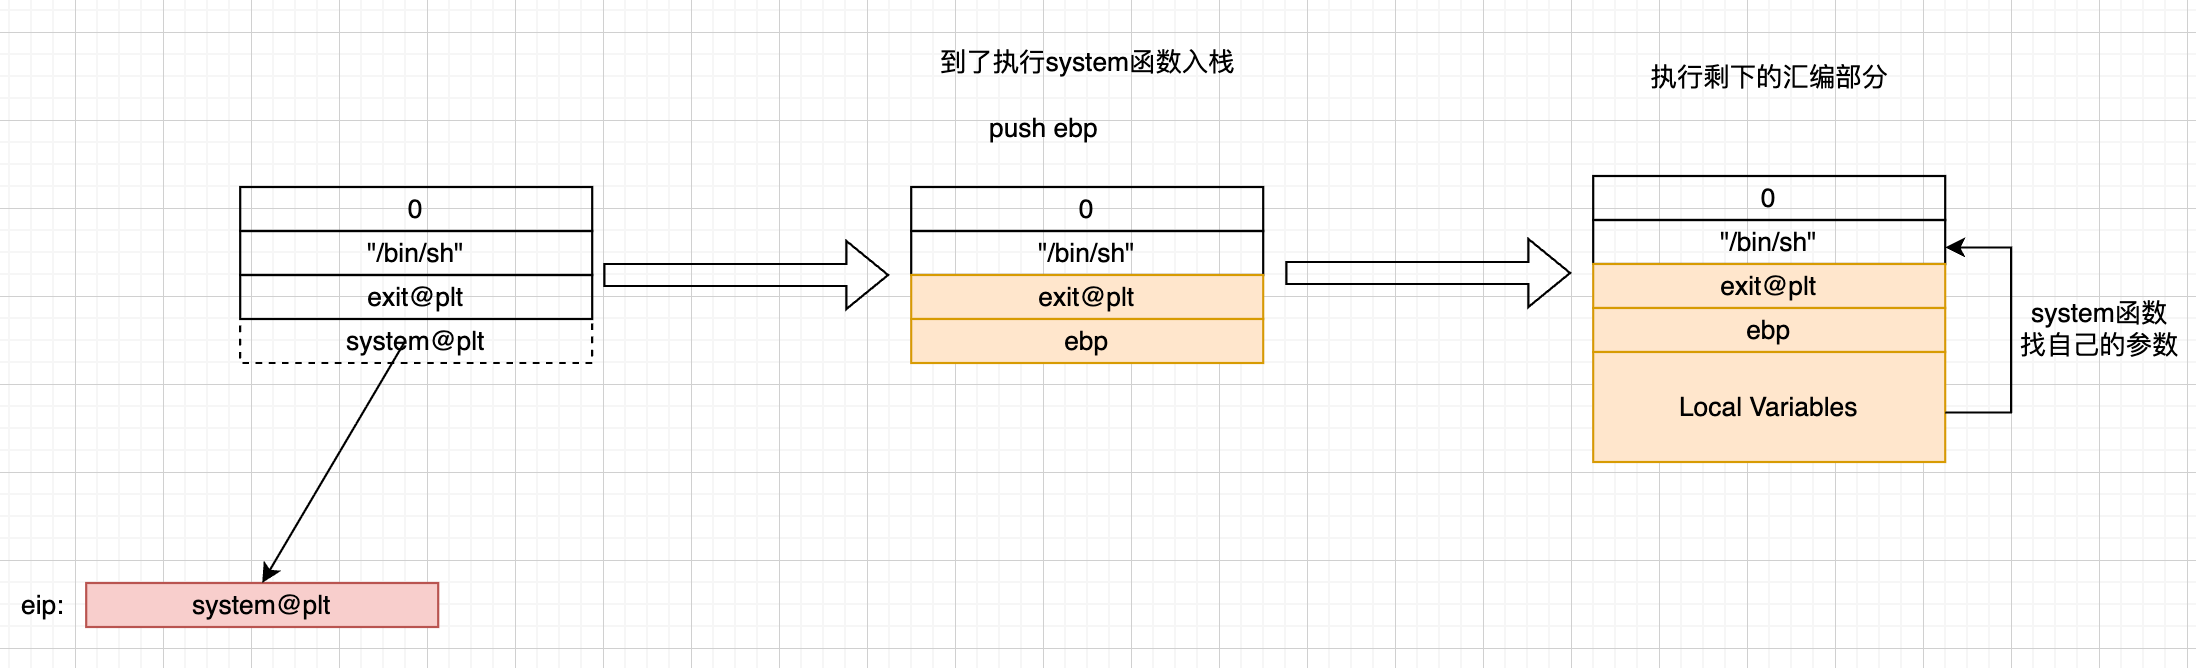 到了执行system函数入栈
push ebp
执行剩下的汇编部分
0
"/bin/sh"
exit@plt
system@plt
eip:
system@plt
0
"/bin/sh"
exit@plt
ebp
0
"/bin/sh"
exit@plt
ebp
Local Variables
system函数
找自己的参数